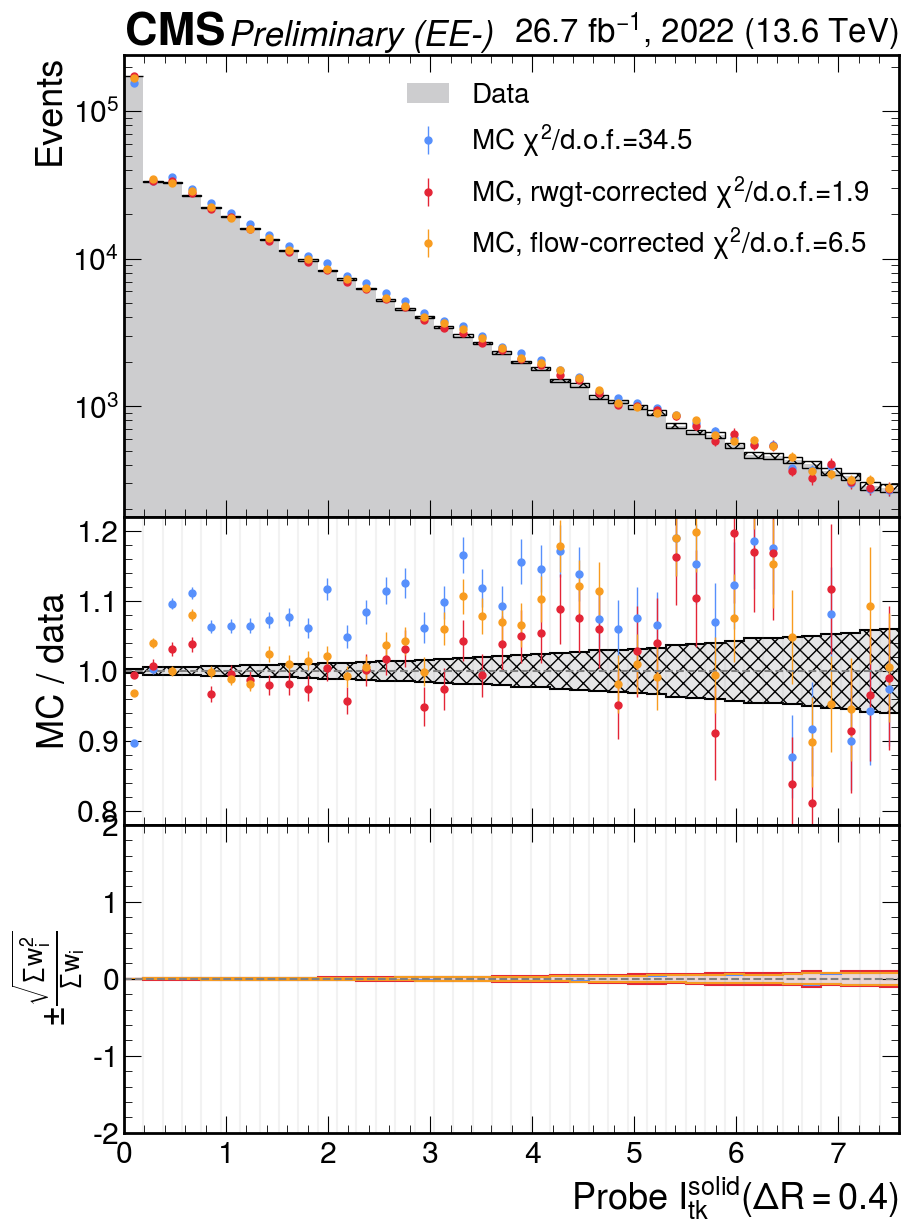 CMS Preliminary (EE-) 26.7 fb⁻¹, 2022 (13.6 TeV)
Events
10⁵
10⁴
10³
Data
MC χ²/d.o.f.=34.5
MC, rwgt-corrected χ²/d.o.f.=1.9
MC, flow-corrected χ²/d.o.f.=6.5
MC / data
1.2
1.1
1.0
0.9
0.8
±√Σwᵢ²/Σwᵢ
2
1
0
-1
-2
0 1 2 3 4 5 6 7
Probe I_tk^solid(ΔR = 0.4)